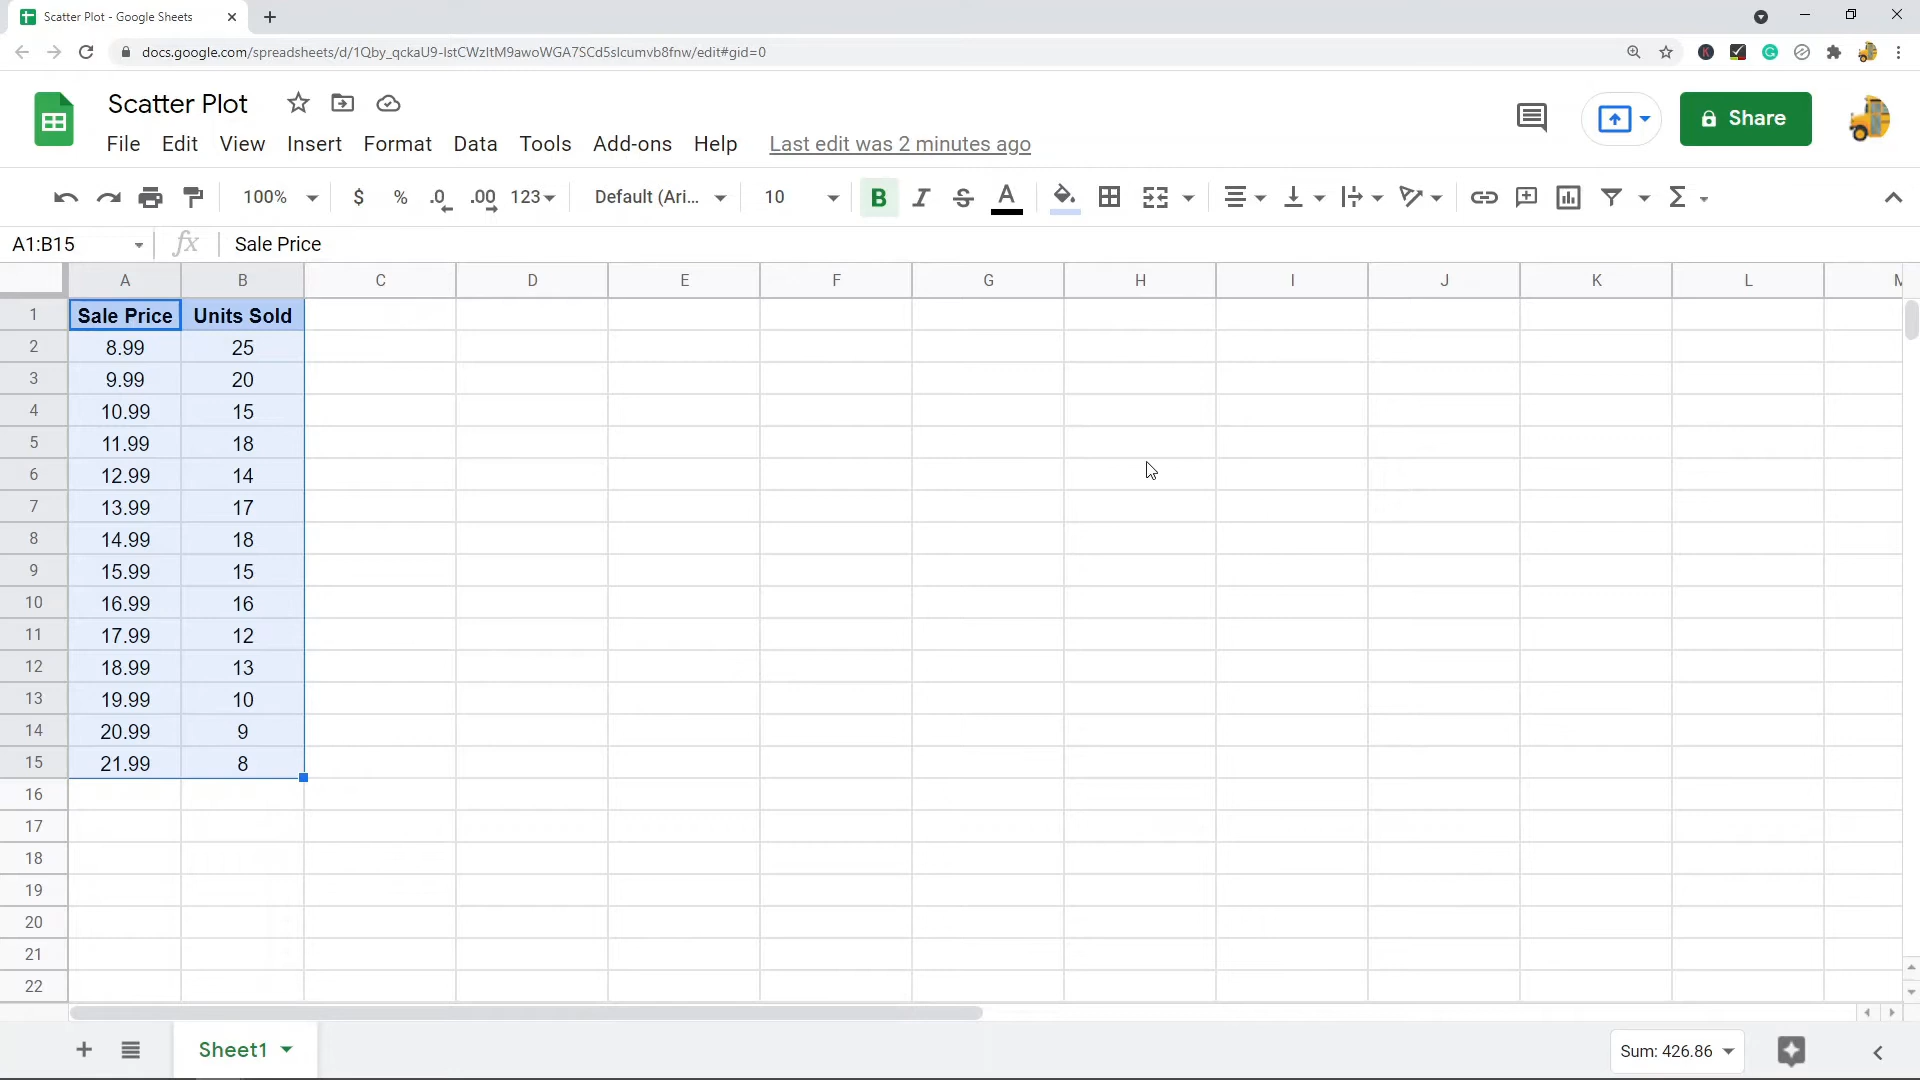 Scatter Plot - Google Sheets
docs.google.com/spreadsheets/d/1Qby_qckaU9-IstCWzltM9awoWGA7SCd5slcumvb8fnw/edit#gid=0
Scatter Plot
Share
File Edit View Insert Format Data Tools Add-ons Help Last edit was 2 minutes ago
100% $ % .0 .00 123 Default (Ari... 10 B I S A
A1:B15 fx Sale Price
A B C D E F G H I J K L
1 Sale Price Units Sold
2 8.99 25
3 9.99 20
4 10.99 15
5 11.99 18
6 12.99 14
7 13.99 17
8 14.99 18
9 15.99 15
10 16.99 16
11 17.99 12
12 18.99 13
13 19.99 10
14 20.99 9
15 21.99 8
16
17
18
19
20
21
22
Sheet1 Sum: 426.86